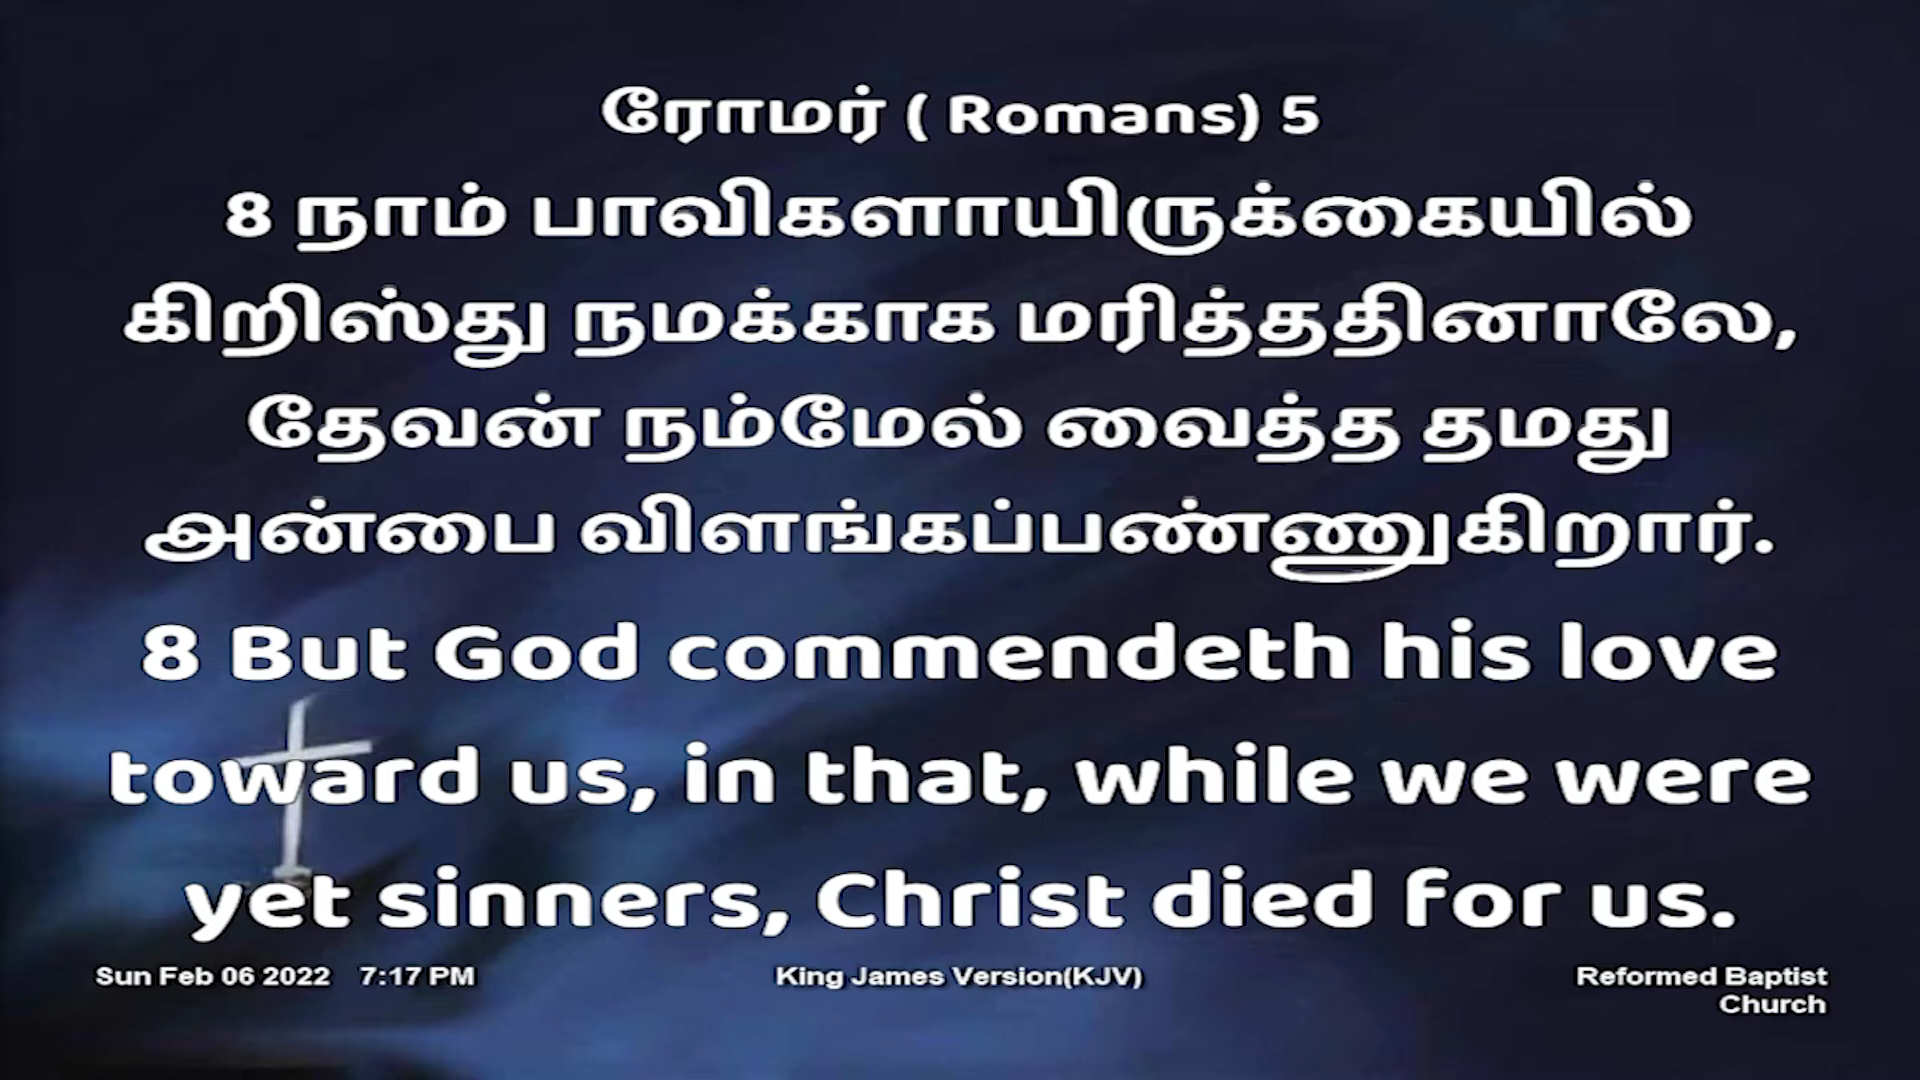 ரோமர் ( Romans) 5
8 நாம் பாவிகளாயிருக்கையில்
கிறிஸ்து நமக்காக மரித்ததினாலே,
தேவன் நம்மேல் வைத்த தமது
அன்பை விளங்கப்பண்ணுகிறார்.
8 But God commendeth his love
toward us, in that, while we were
yet sinners, Christ died for us.
Sun Feb 06 2022 7:17 PM
King James Version(KJV)
Reformed Baptist
Church